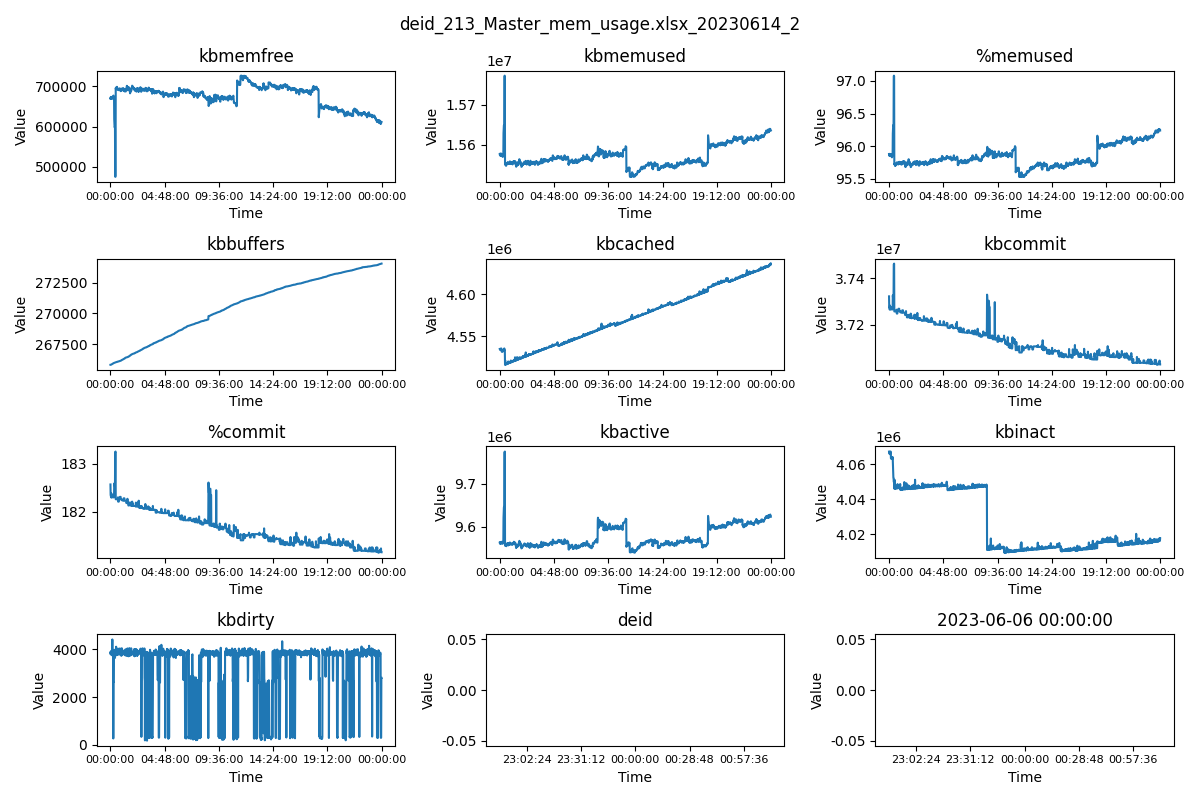 deid_213_Master_mem_usage.xlsx_20230614_2
kbmemfree
Value
700000
600000
500000
00:00:00 04:48:00 09:36:00 14:24:00 19:12:00 00:00:00
Time
kbmemused
1e7
Value
1.57
1.56
00:00:00 04:48:00 09:36:00 14:24:00 19:12:00 00:00:00
Time
%memused
Value
97.0
96.5
96.0
95.5
00:00:00 04:48:00 09:36:00 14:24:00 19:12:00 00:00:00
Time
kbbuffers
Value
272500
270000
267500
00:00:00 04:48:00 09:36:00 14:24:00 19:12:00 00:00:00
Time
kbcached
1e6
Value
4.60
4.55
00:00:00 04:48:00 09:36:00 14:24:00 19:12:00 00:00:00
Time
kbcommit
1e7
Value
3.74
3.72
00:00:00 04:48:00 09:36:00 14:24:00 19:12:00 00:00:00
Time
%commit
Value
183
182
00:00:00 04:48:00 09:36:00 14:24:00 19:12:00 00:00:00
Time
kbactive
1e6
Value
9.7
9.6
00:00:00 04:48:00 09:36:00 14:24:00 19:12:00 00:00:00
Time
kbinact
1e6
Value
4.06
4.04
4.02
00:00:00 04:48:00 09:36:00 14:24:00 19:12:00 00:00:00
Time
kbdirty
Value
4000
2000
0
00:00:00 04:48:00 09:36:00 14:24:00 19:12:00 00:00:00
Time
deid
Value
0.05
0.00
-0.05
23:02:24 23:31:12 00:00:00 00:28:48 00:57:36
Time
2023-06-06 00:00:00
Value
0.05
0.00
-0.05
23:02:24 23:31:12 00:00:00 00:28:48 00:57:36
Time